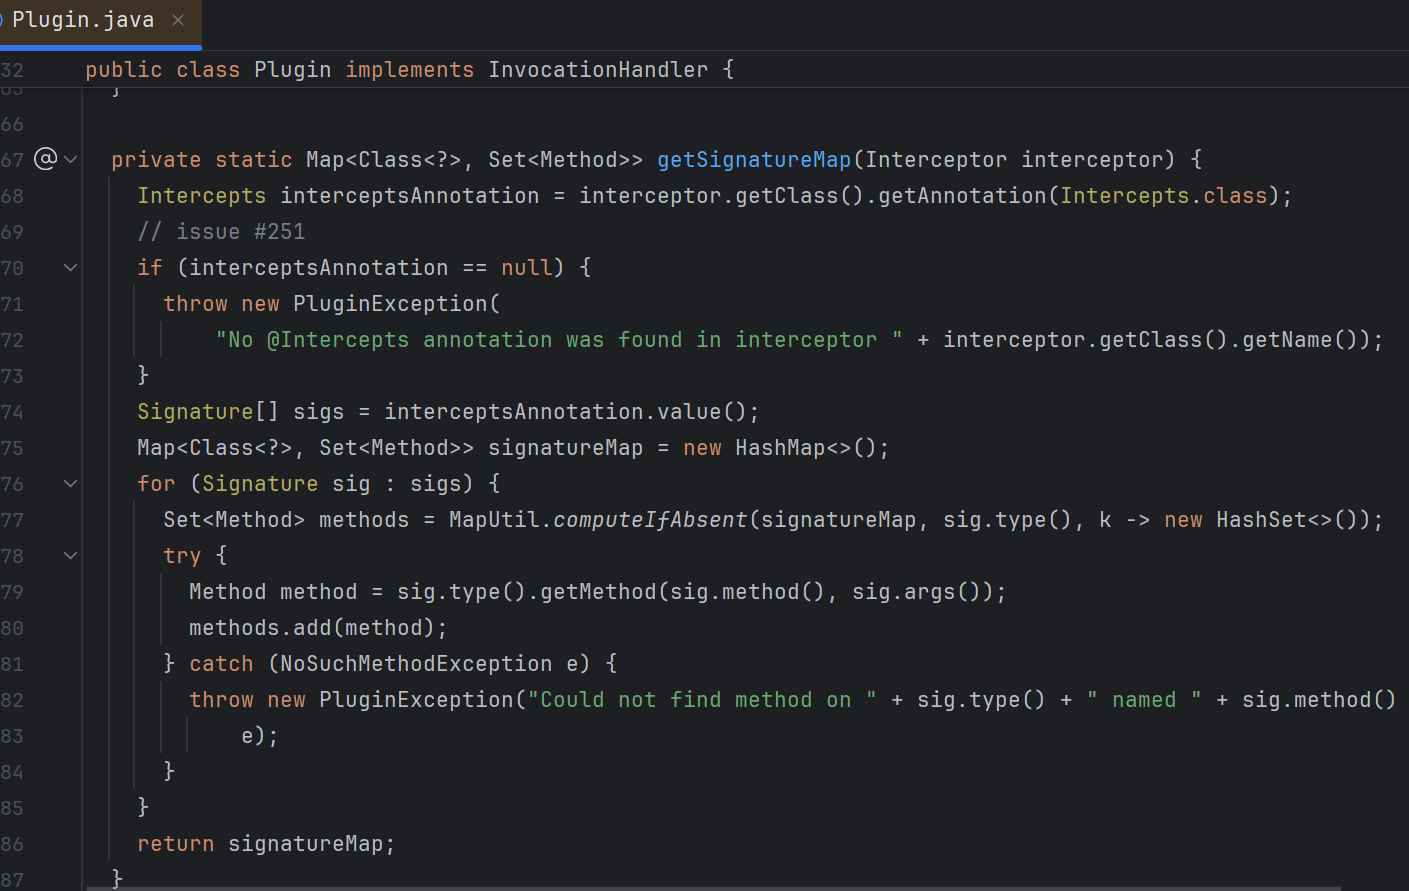 Plugin.java
32 public class Plugin implements InvocationHandler {
65 }
66
67 private static Map<Class<?>, Set<Method>> getSignatureMap(Interceptor interceptor) {
68 Intercepts interceptsAnnotation = interceptor.getClass().getAnnotation(Intercepts.class);
69 // issue #251
70 if (interceptsAnnotation == null) {
71 throw new PluginException(
72 "No @Intercepts annotation was found in interceptor " + interceptor.getClass().getName());
73 }
74 Signature[] sigs = interceptsAnnotation.value();
75 Map<Class<?>, Set<Method>> signatureMap = new HashMap<>();
76 for (Signature sig : sigs) {
77 Set<Method> methods = MapUtil.computeIfAbsent(signatureMap, sig.type(), k -> new HashSet<>());
78 try {
79 Method method = sig.type().getMethod(sig.method(), sig.args());
80 methods.add(method);
81 } catch (NoSuchMethodException e) {
82 throw new PluginException("Could not find method on " + sig.type() + " named " + sig.method()
83 e);
84 }
85 }
86 return signatureMap;
87 }